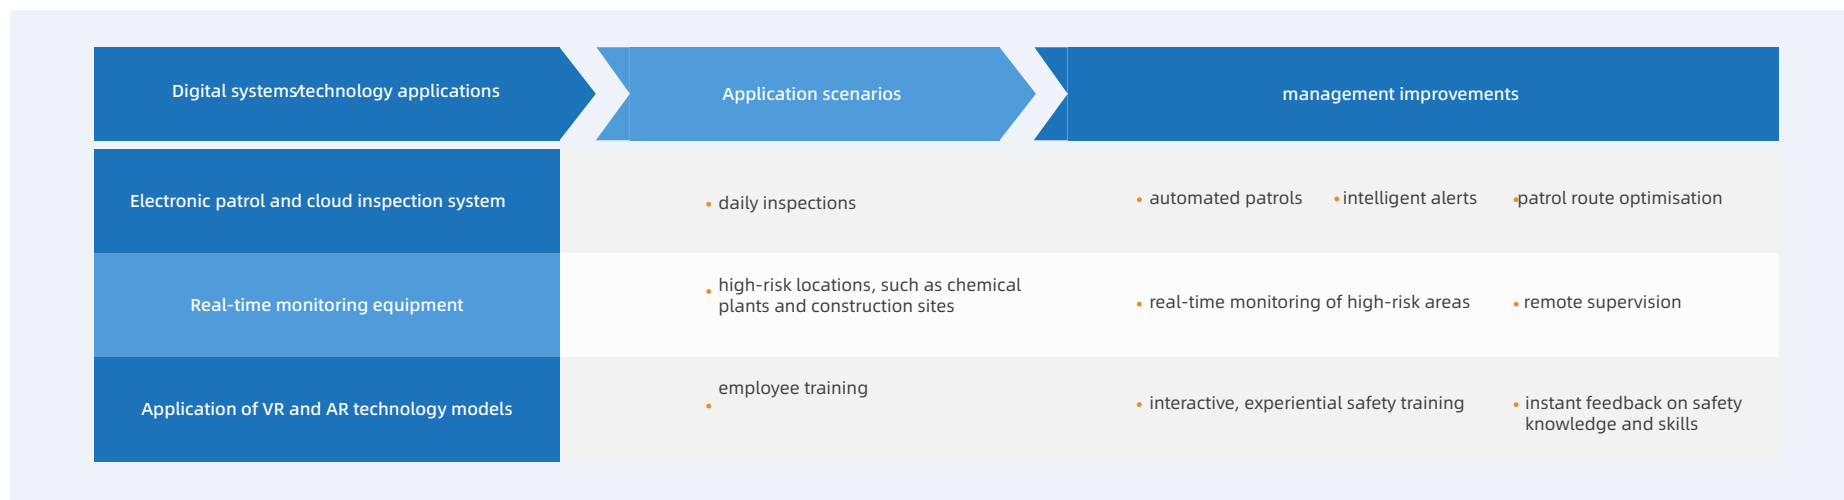 Digital systems/technology applications
Application scenarios
management improvements
Electronic patrol and cloud inspection system
• daily inspections
• automated patrols
• intelligent alerts
• patrol route optimisation
Real-time monitoring equipment
• high-risk locations, such as chemical
plants and construction sites
• real-time monitoring of high-risk areas
• remote supervision
Application of VR and AR technology models
• employee training
• interactive, experiential safety training
• instant feedback on safety
knowledge and skills